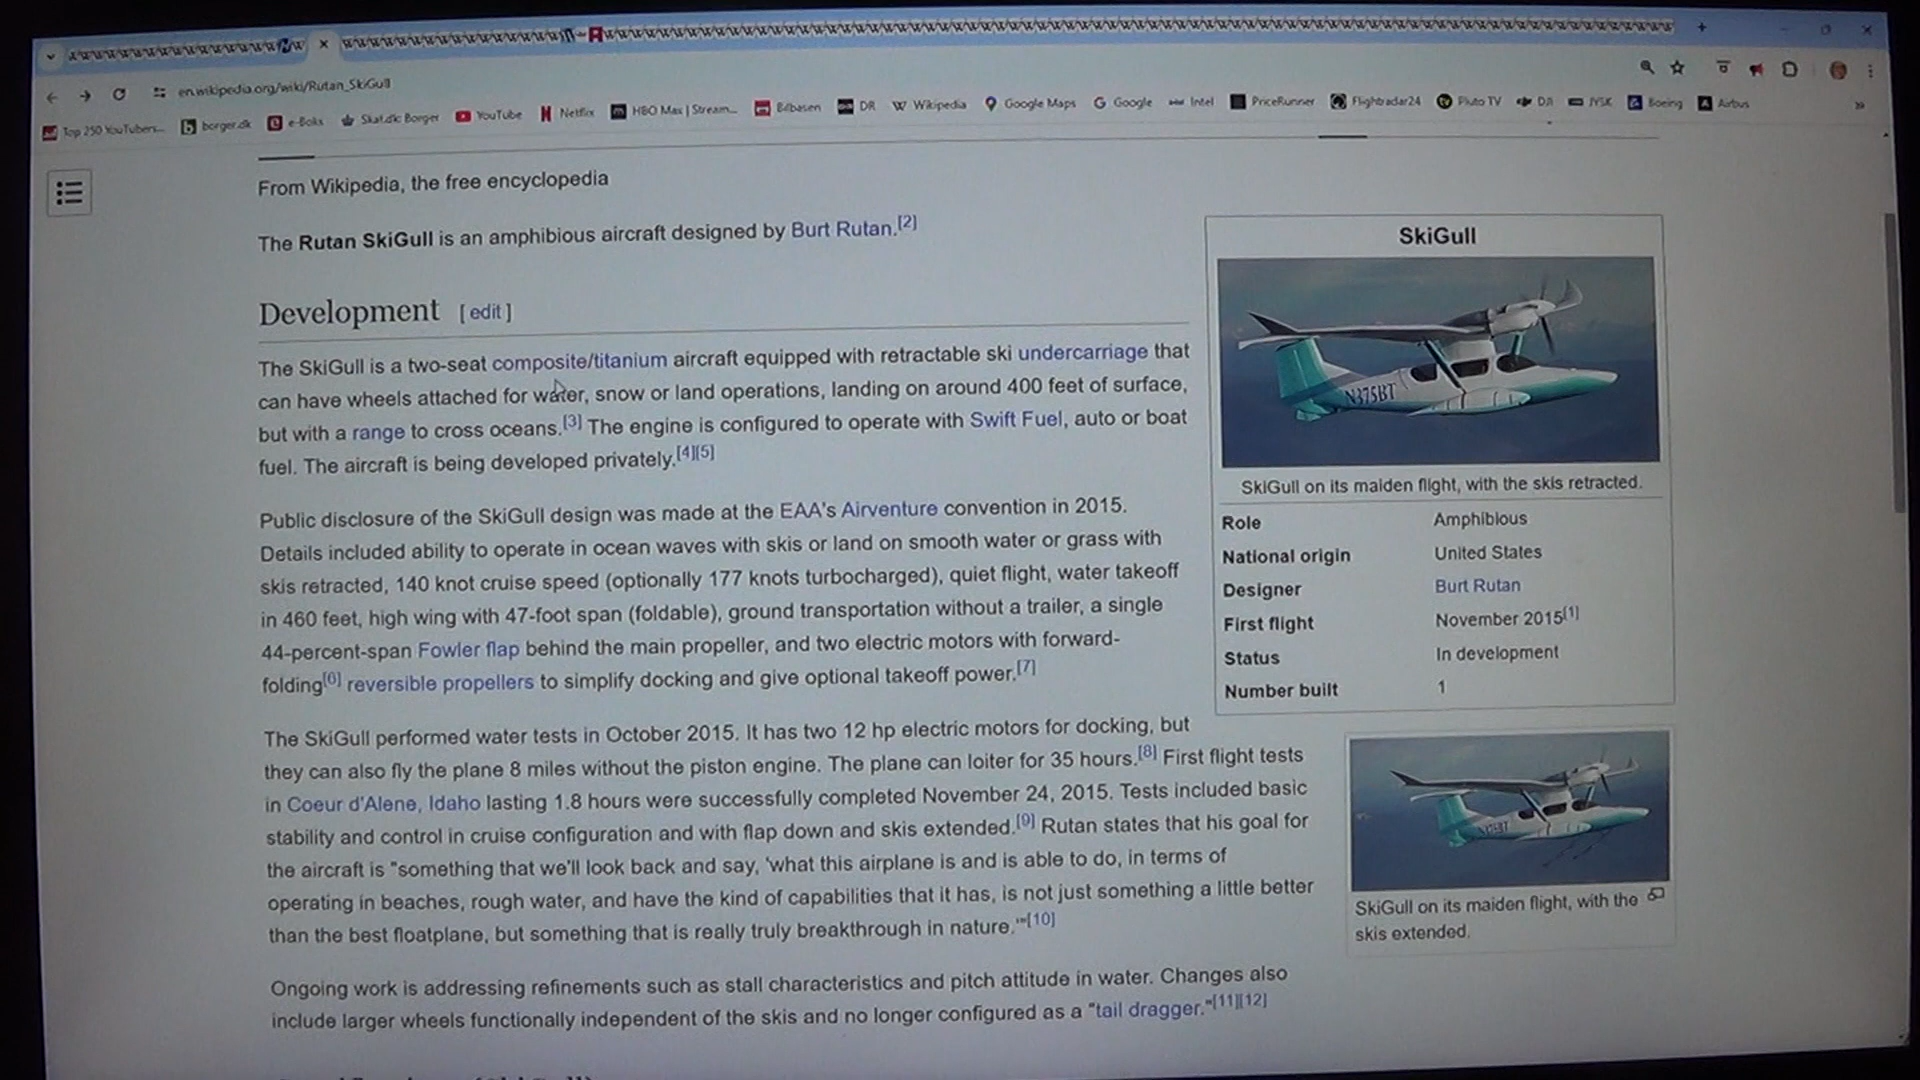 en.wikipedia.org/wiki/Rutan_SkiGull
Top 250 YouTubers... borger.dk e-Boks Skat.dk: Borger YouTube Netflix HBO Max | Stream... Bilbasen DR Wikipedia Google Maps Google Intel PriceRunner Flightradar24 Pluto TV DJI JYSK Boeing Airbus
From Wikipedia, the free encyclopedia
The Rutan SkiGull is an amphibious aircraft designed by Burt Rutan.[2]
Development [ edit ]
The SkiGull is a two-seat composite/titanium aircraft equipped with retractable ski undercarriage that
can have wheels attached for water, snow or land operations, landing on around 400 feet of surface,
but with a range to cross oceans.[3] The engine is configured to operate with Swift Fuel, auto or boat
fuel. The aircraft is being developed privately.[4][5]
Public disclosure of the SkiGull design was made at the EAA's Airventure convention in 2015.
Details included ability to operate in ocean waves with skis or land on smooth water or grass with
skis retracted, 140 knot cruise speed (optionally 177 knots turbocharged), quiet flight, water takeoff
in 460 feet, high wing with 47-foot span (foldable), ground transportation without a trailer, a single
44-percent-span Fowler flap behind the main propeller, and two electric motors with forward-
folding[6] reversible propellers to simplify docking and give optional takeoff power.[7]
The SkiGull performed water tests in October 2015. It has two 12 hp electric motors for docking, but
they can also fly the plane 8 miles without the piston engine. The plane can loiter for 35 hours.[8] First flight tests
in Coeur d'Alene, Idaho lasting 1.8 hours were successfully completed November 24, 2015. Tests included basic
stability and control in cruise configuration and with flap down and skis extended.[9] Rutan states that his goal for
the aircraft is "something that we'll look back and say, 'what this airplane is and is able to do, in terms of
operating in beaches, rough water, and have the kind of capabilities that it has, is not just something a little better
than the best floatplane, but something that is really truly breakthrough in nature.'"[10]
Ongoing work is addressing refinements such as stall characteristics and pitch attitude in water. Changes also
include larger wheels functionally independent of the skis and no longer configured as a "tail dragger."[11][12]
SkiGull
N375BT
SkiGull on its maiden flight, with the skis retracted.
Role Amphibious
National origin United States
Designer Burt Rutan
First flight November 2015[1]
Status In development
Number built 1
N375BT
SkiGull on its maiden flight, with the
skis extended.